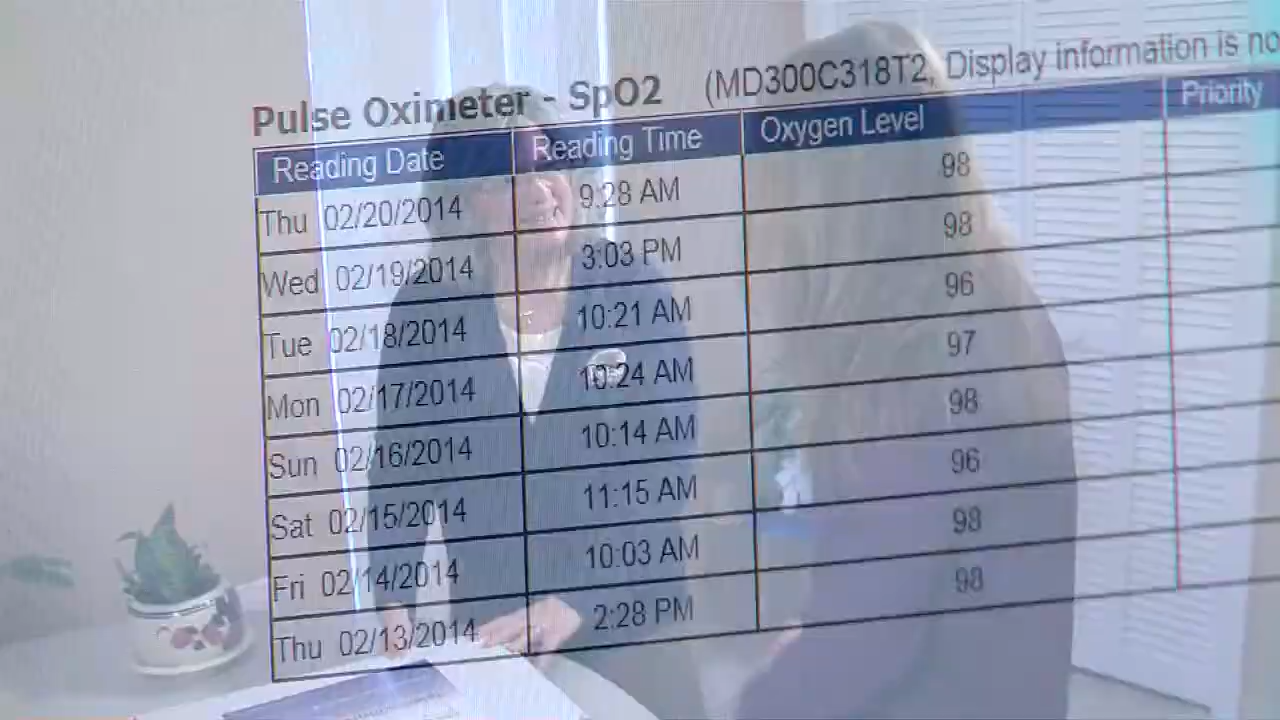 Pulse Oximeter - SpO2 (MD300C318T2, Display information is no
Reading Date Reading Time Oxygen Level Priority
Thu 02/20/2014 9:28 AM 98
Wed 02/19/2014 3:03 PM 98
Tue 02/18/2014 10:21 AM 96
Mon 02/17/2014 10:24 AM 97
Sun 02/16/2014 10:14 AM 98
Sat 02/15/2014 11:15 AM 96
Fri 02/14/2014 10:03 AM 98
Thu 02/13/2014 2:28 PM 98